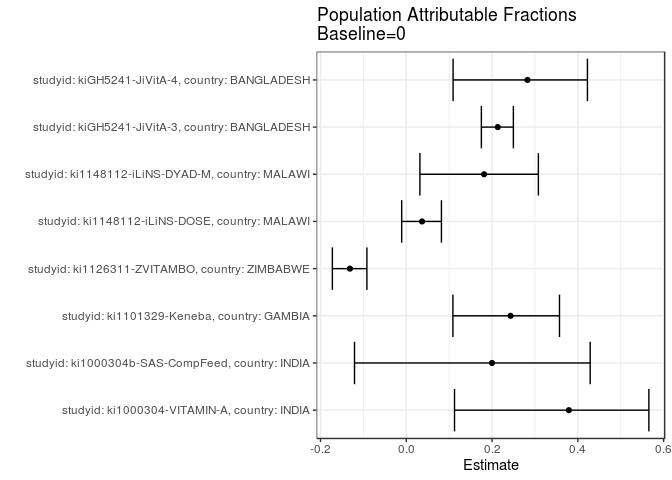 Population Attributable Fractions
Baseline=0
studyid: kiGH5241-JiVitA-4, country: BANGLADESH
studyid: kiGH5241-JiVitA-3, country: BANGLADESH
studyid: ki1148112-iLiNS-DYAD-M, country: MALAWI
studyid: ki1148112-iLiNS-DOSE, country: MALAWI
studyid: ki1126311-ZVITAMBO, country: ZIMBABWE
studyid: ki1101329-Keneba, country: GAMBIA
studyid: ki1000304b-SAS-CompFeed, country: INDIA
studyid: ki1000304-VITAMIN-A, country: INDIA
-0.2 0.0 0.2 0.4 0.6
Estimate